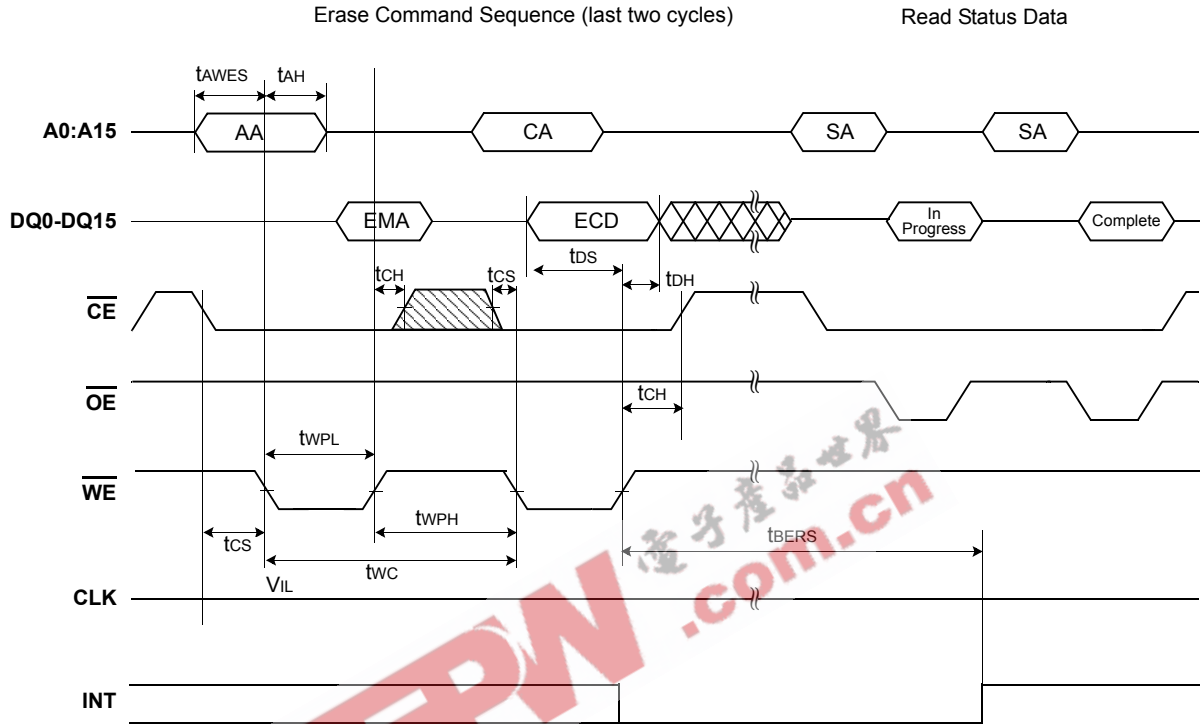 Erase Command Sequence (last two cycles) Read Status Data
tAWES tAH
A0:A15 AA CA SA SA
DQ0-DQ15 EMA ECD In Progress Complete
tCH tCS tDS tDH
CE
OE tCH
tWPL
WE
tWPH
tCS tBERS
tWC
VIL
CLK
INT
電子產品世界
EEPW .com.cn